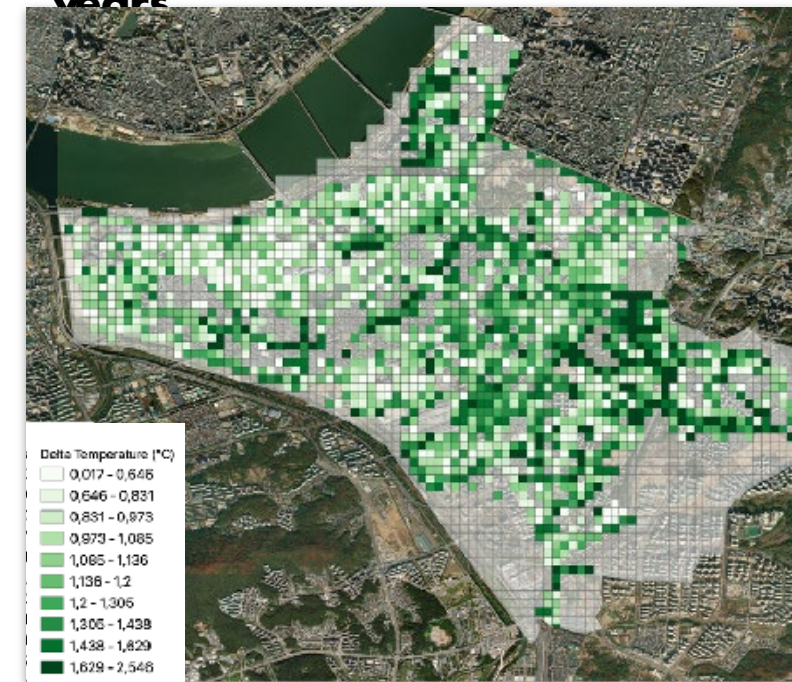 years
Delta Temperature (°C)
0,017 - 0,646
0,646 - 0,831
0,831 - 0,973
0,973 - 1,085
1,085 - 1,136
1,136 - 1,2
1,2 - 1,305
1,305 - 1,438
1,438 - 1,629
1,629 - 2,546